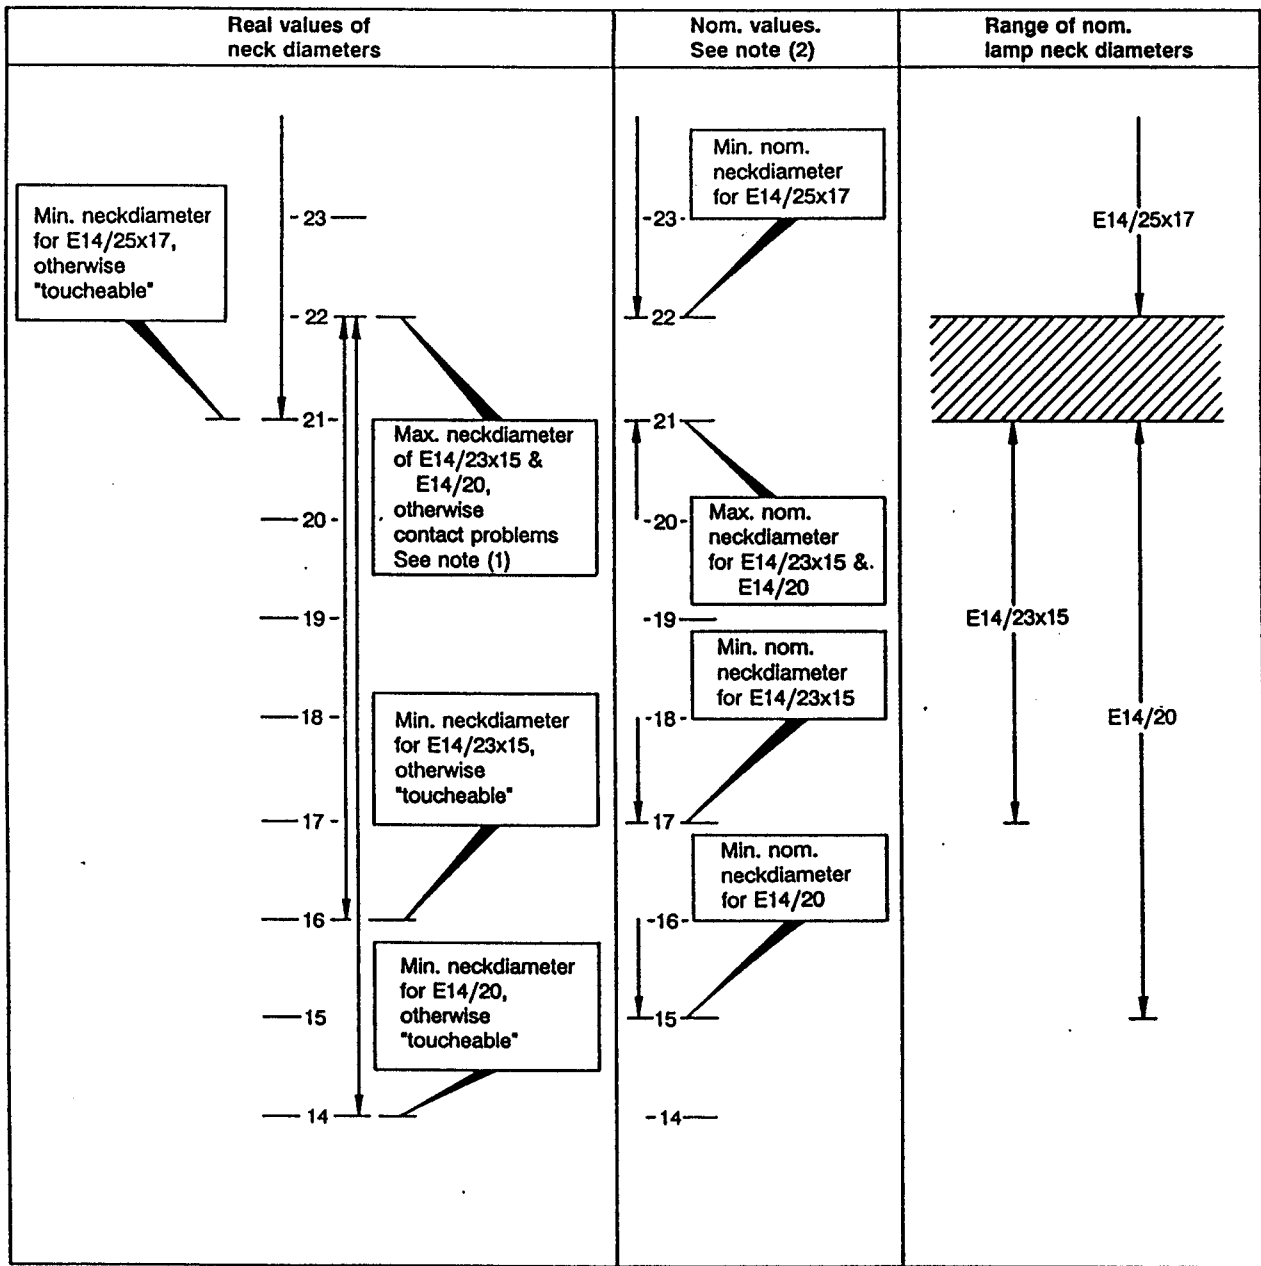 Real values of
neck diameters
Nom. values.
See note (2)
Range of nom.
lamp neck diameters
Min. neckdiameter
for E14/25x17,
otherwise
"toucheable"
23
22
21
20
19
18
17
16
15
14
Max. neckdiameter
of E14/23x15 &
E14/20,
otherwise
contact problems
See note (1)
Min. neckdiameter
for E14/23x15,
otherwise
"toucheable"
Min. neckdiameter
for E14/20,
otherwise
"toucheable"
Min. nom.
neckdiameter
for E14/25x17
23
22
21
20
19
18
17
16
15
14
Max. nom.
neckdiameter
for E14/23x15 &
E14/20
Min. nom.
neckdiameter
for E14/23x15
Min. nom.
neckdiameter
for E14/20
E14/25x17
E14/23x15
E14/20